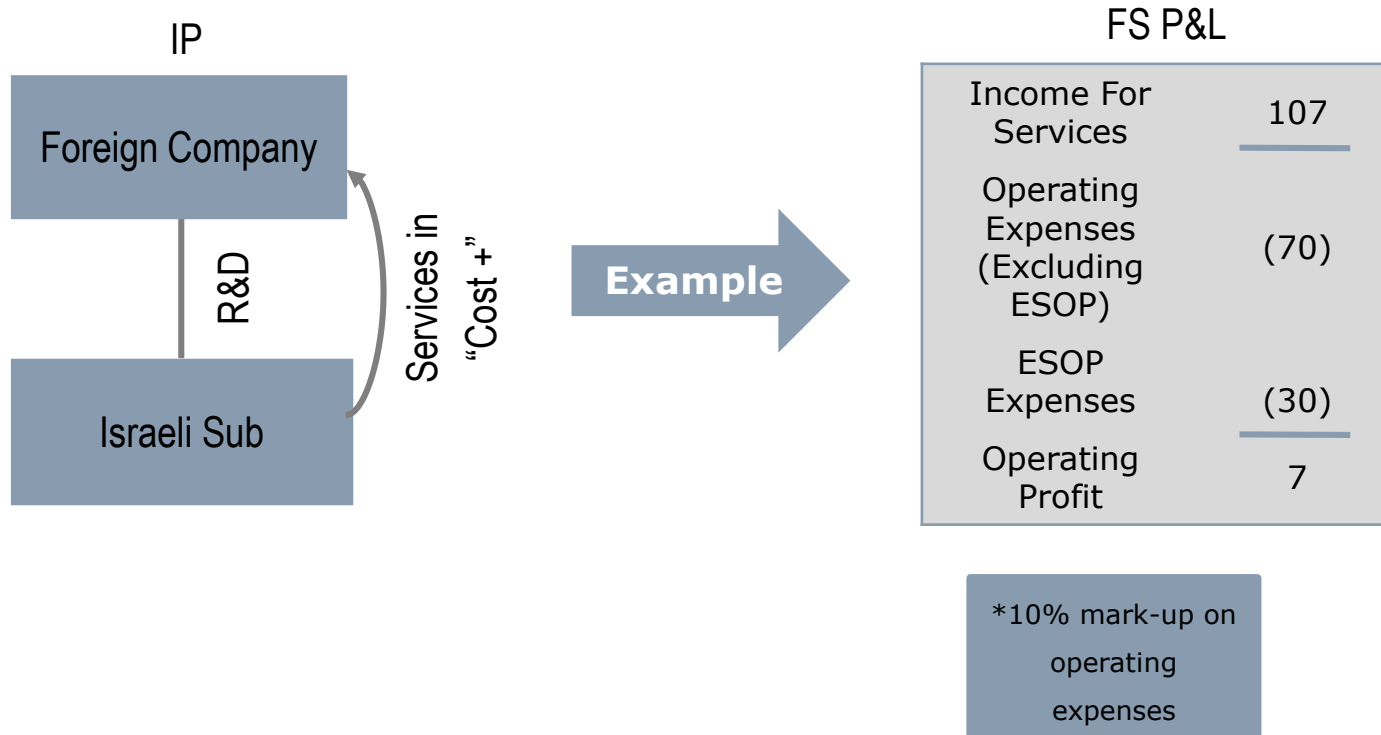 IP
Foreign Company
R&D
Services in
“Cost +”
Israeli Sub
Example
FS P&L
Income For
Services
107
Operating
Expenses
(Excluding
ESOP)
(70)
ESOP
Expenses
(30)
Operating
Profit
7
*10% mark-up on
operating
expenses